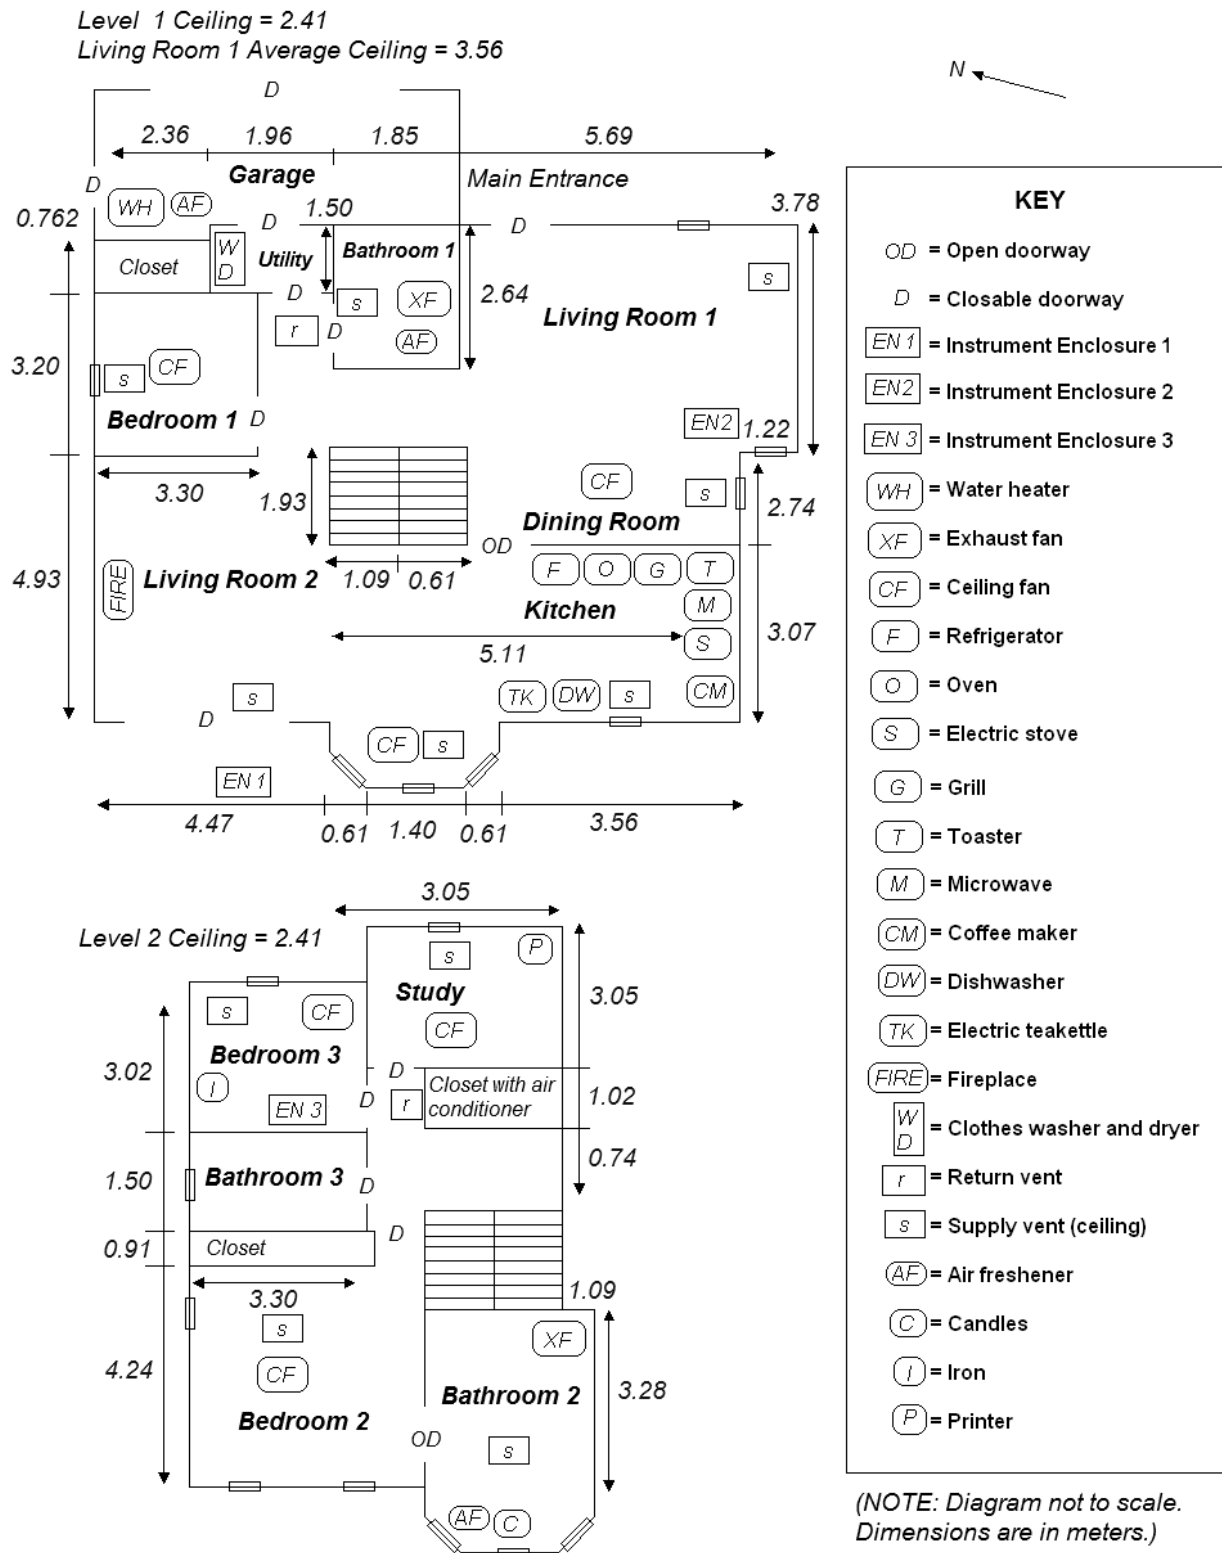 Level 1 Ceiling = 2.41
Living Room 1 Average Ceiling = 3.56
N
D
2.36 1.96 1.85 5.69
Garage
Main Entrance
D
WH AF
0.762
D 1.50 D
3.78
Closet
W
D
Utility
Bathroom 1
s
D
s XF
2.64
Living Room 1
r D
AF
3.20
s CF
Bedroom 1 D
EN2 1.22
3.30
1.93
CF
s
2.74
Dining Room
OD
4.93
FIRE
Living Room 2
1.09 0.61
F O G T
Kitchen
M
3.07
S
5.11
s
TK DW s CM
D
CF s
EN 1
4.47 0.61 1.40 0.61 3.56
KEY
OD = Open doorway
D = Closable doorway
EN 1 = Instrument Enclosure 1
EN2 = Instrument Enclosure 2
EN 3 = Instrument Enclosure 3
WH = Water heater
XF = Exhaust fan
CF = Ceiling fan
F = Refrigerator
O = Oven
S = Electric stove
G = Grill
T = Toaster
M = Microwave
CM = Coffee maker
DW = Dishwasher
TK = Electric teakettle
FIRE = Fireplace
W
D = Clothes washer and dryer
r = Return vent
s = Supply vent (ceiling)
AF = Air freshener
C = Candles
I = Iron
P = Printer
(NOTE: Diagram not to scale.
Dimensions are in meters.)
3.05
Level 2 Ceiling = 2.41
P
s
3.05
Study
s CF
CF
Bedroom 3
3.02
D
I
Closet with air
conditioner
EN 3 D r
1.02
0.74
1.50
Bathroom 3
D
D
0.91
Closet
3.30
1.09
s
XF
4.24
CF
Bathroom 2
3.28
Bedroom 2
OD
s
AF C